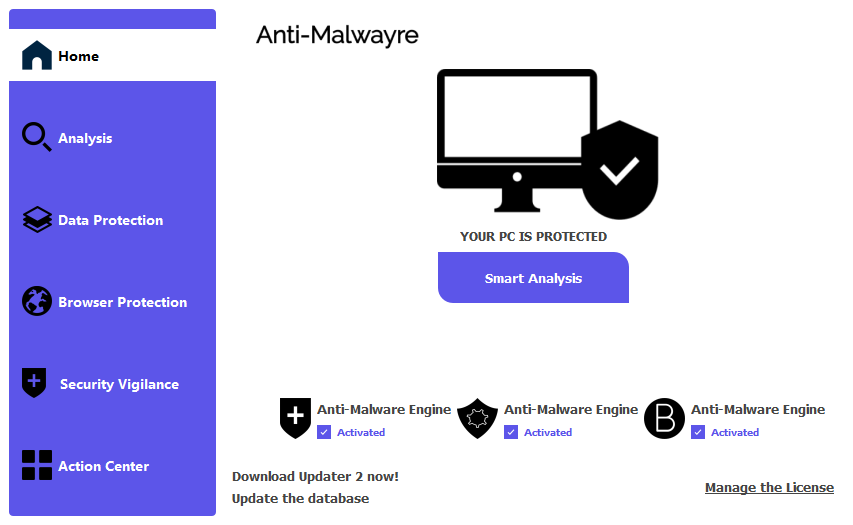 Anti-Malwayre
Home
Analysis
Data Protection
Browser Protection
Security Vigilance
Action Center
YOUR PC IS PROTECTED
Smart Analysis
Anti-Malware Engine
Activated
Anti-Malware Engine
Activated
B
Anti-Malware Engine
Activated
Download Updater 2 now!
Update the database
Manage the License